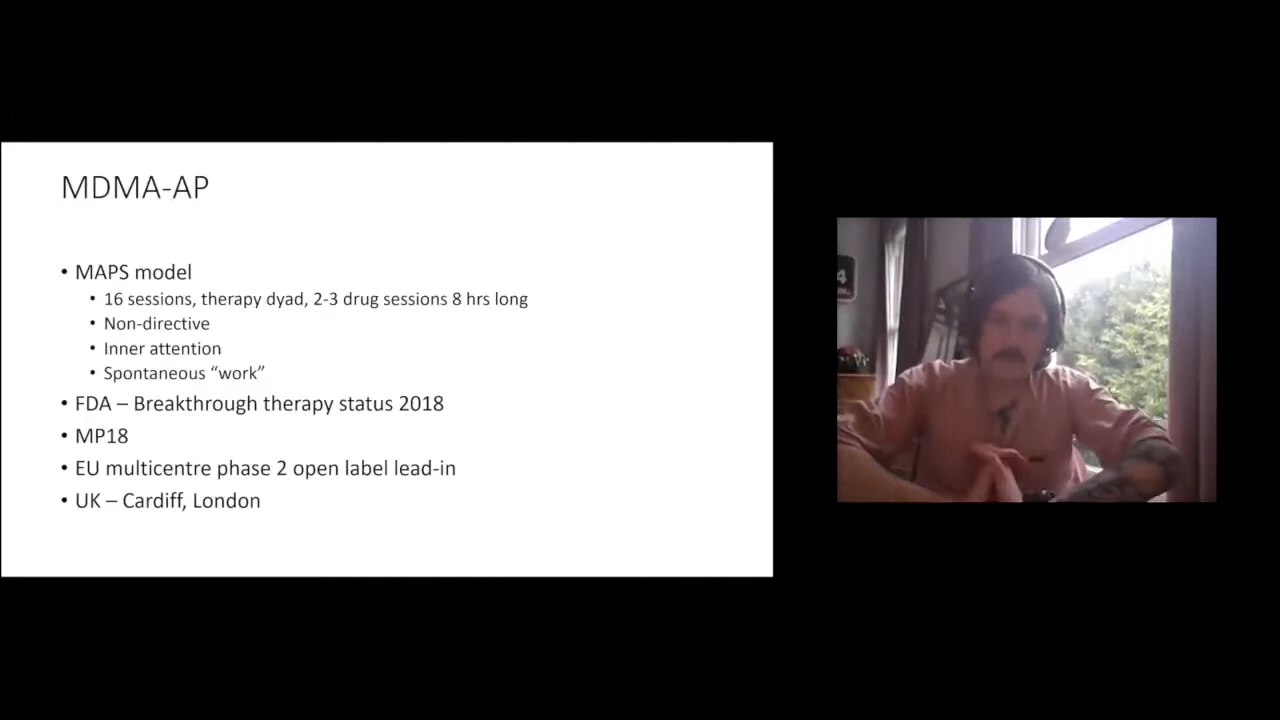 MDMA-AP
• MAPS model
• 16 sessions, therapy dyad, 2-3 drug sessions 8 hrs long
• Non-directive
• Inner attention
• Spontaneous “work”
• FDA – Breakthrough therapy status 2018
• MP18
• EU multicentre phase 2 open label lead-in
• UK – Cardiff, London
4